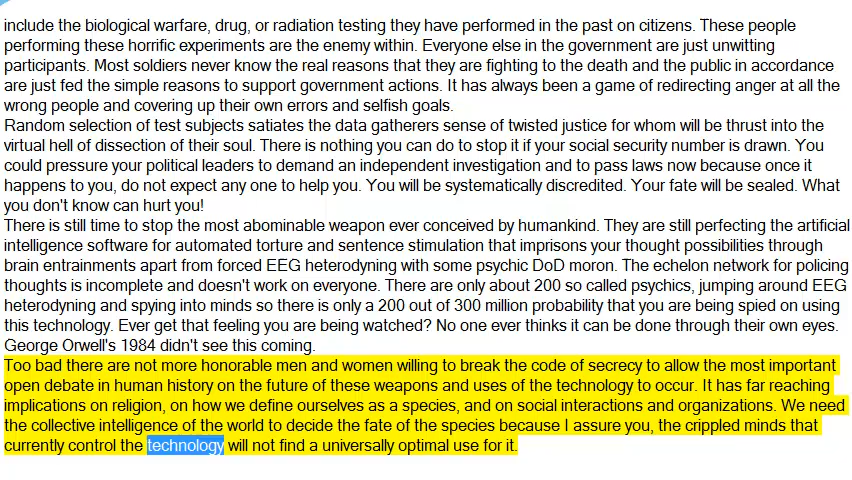 include the biological warfare, drug, or radiation testing they have performed in the past on citizens. These people
performing these horrific experiments are the enemy within. Everyone else in the government are just unwitting
participants. Most soldiers never know the real reasons that they are fighting to the death and the public in accordance
are just fed the simple reasons to support government actions. It has always been a game of redirecting anger at all the
wrong people and covering up their own errors and selfish goals.
Random selection of test subjects satiates the data gatherers sense of twisted justice for whom will be thrust into the
virtual hell of dissection of their soul. There is nothing you can do to stop it if your social security number is drawn. You
could pressure your political leaders to demand an independent investigation and to pass laws now because once it
happens to you, do not expect any one to help you. You will be systematically discredited. Your fate will be sealed. What
you don't know can hurt you!
There is still time to stop the most abominable weapon ever conceived by humankind. They are still perfecting the artificial
intelligence software for automated torture and sentence stimulation that imprisons your thought possibilities through
brain entrainments apart from forced EEG heterodyning with some psychic DoD moron. The echelon network for policing
thoughts is incomplete and doesn't work on everyone. There are only about 200 so called psychics, jumping around EEG
heterodyning and spying into minds so there is only a 200 out of 300 million probability that you are being spied on using
this technology. Ever get that feeling you are being watched? No one ever thinks it can be done through their own eyes.
George Orwell's 1984 didn't see this coming.
Too bad there are not more honorable men and women willing to break the code of secrecy to allow the most important
open debate in human history on the future of these weapons and uses of the technology to occur. It has far reaching
implications on religion, on how we define ourselves as a species, and on social interactions and organizations. We need
the collective intelligence of the world to decide the fate of the species because I assure you, the crippled minds that
currently control the technology will not find a universally optimal use for it.